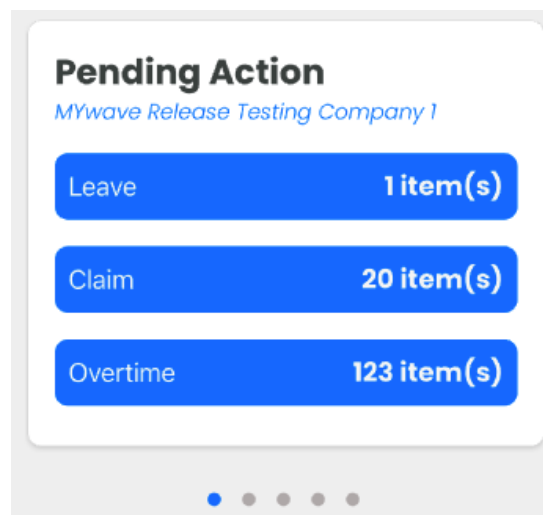 Pending Action
MYwave Release Testing Company 1
Leave 1 item(s)
Claim 20 item(s)
Overtime 123 item(s)